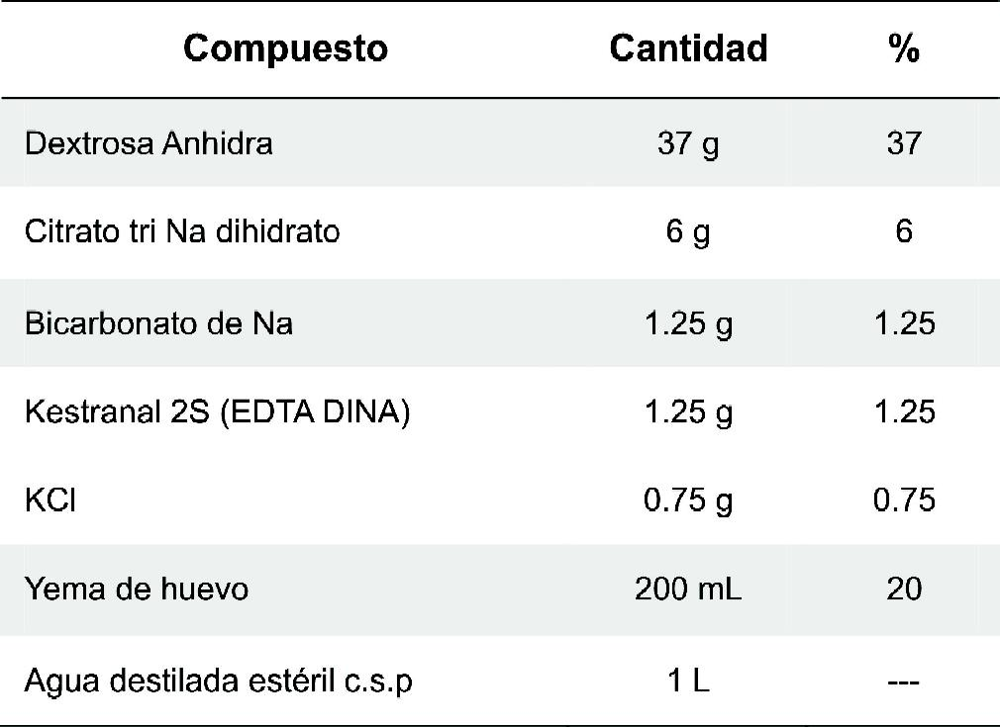 Compuesto Cantidad %
Dextrosa Anhidra 37 g 37
Citrato tri Na dihidrato 6 g 6
Bicarbonato de Na 1.25 g 1.25
Kestranal 2S (EDTA DINA) 1.25 g 1.25
KCl 0.75 g 0.75
Yema de huevo 200 mL 20
Agua destilada estéril c.s.p 1 L ---